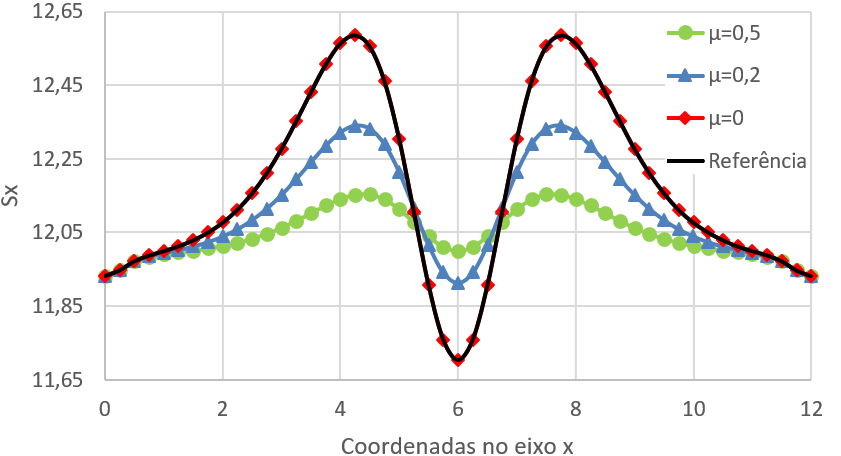 12,65
12,45
12,25
12,05
11,85
11,65
Sx
0 2 4 6 8 10 12
Coordenadas no eixo x
μ=0,5
μ=0,2
μ=0
Referência